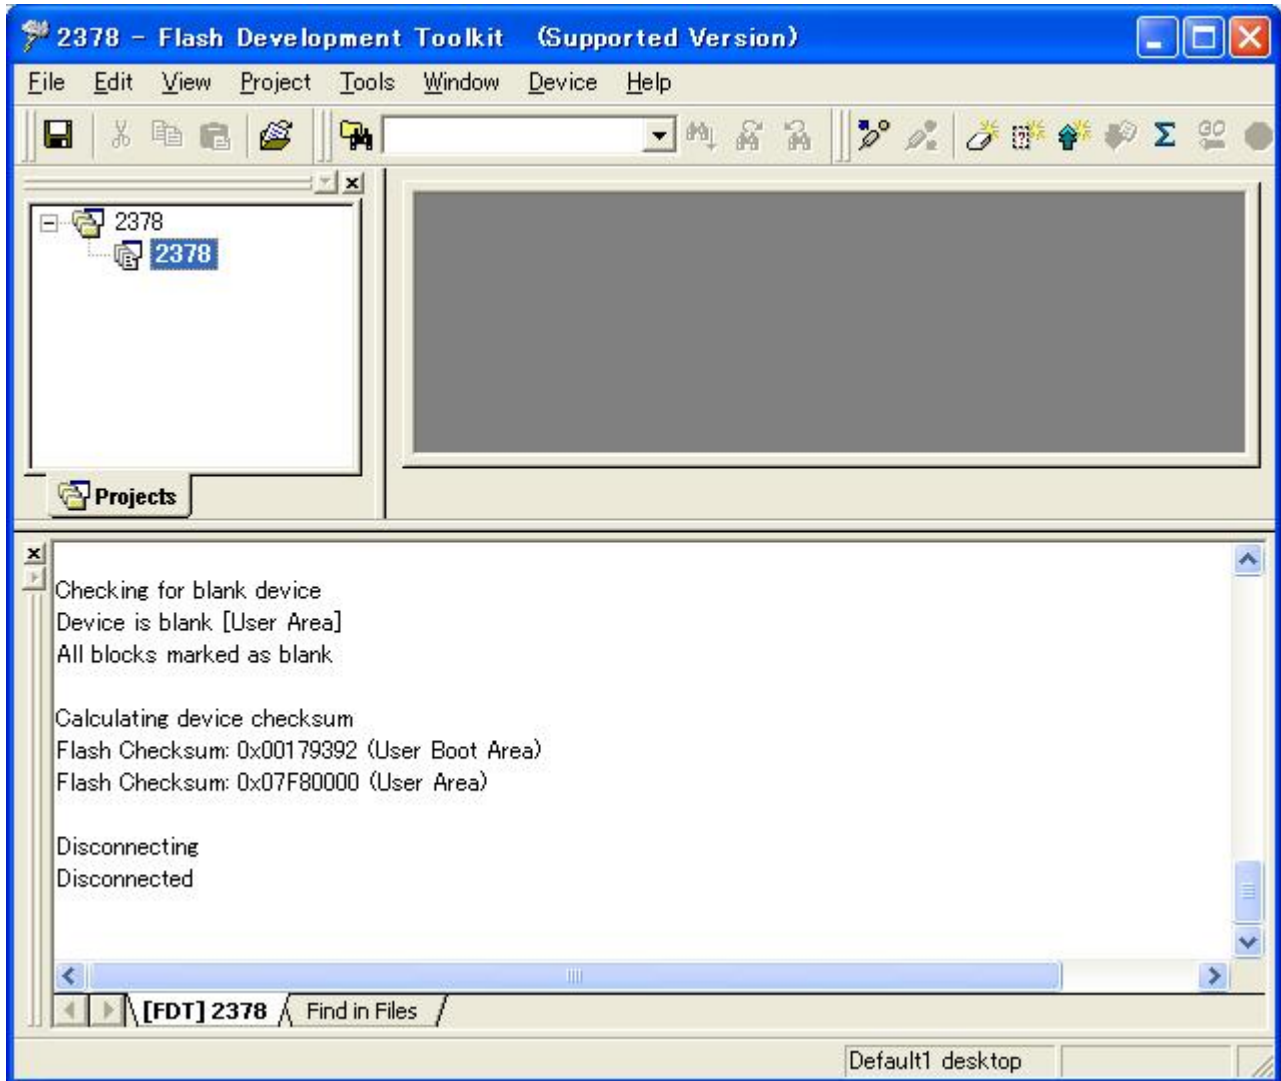 2378 - Flash Development Toolkit (Supported Version)
File Edit View Project Tools Window Device Help
GO
2378
2378
Projects
Checking for blank device
Device is blank [User Area]
All blocks marked as blank
Calculating device checksum
Flash Checksum: 0x00179392 (User Boot Area)
Flash Checksum: 0x07F80000 (User Area)
Disconnecting
Disconnected
[FDT] 2378 Find in Files
Default1 desktop